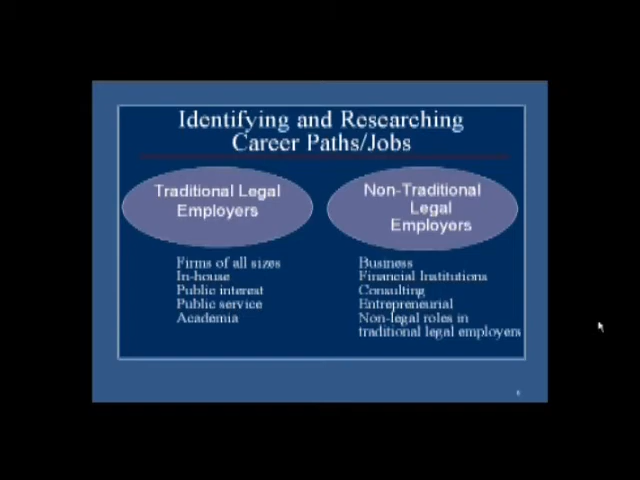 Identifying and Researching
Career Paths/Jobs
Traditional Legal
Employers
Firms of all sizes
In-house
Public interest
Public service
Academia
Non-Traditional
Legal
Employers
Business
Financial Institutions
Consulting
Entrepreneurial
Non-legal roles in
traditional legal employers